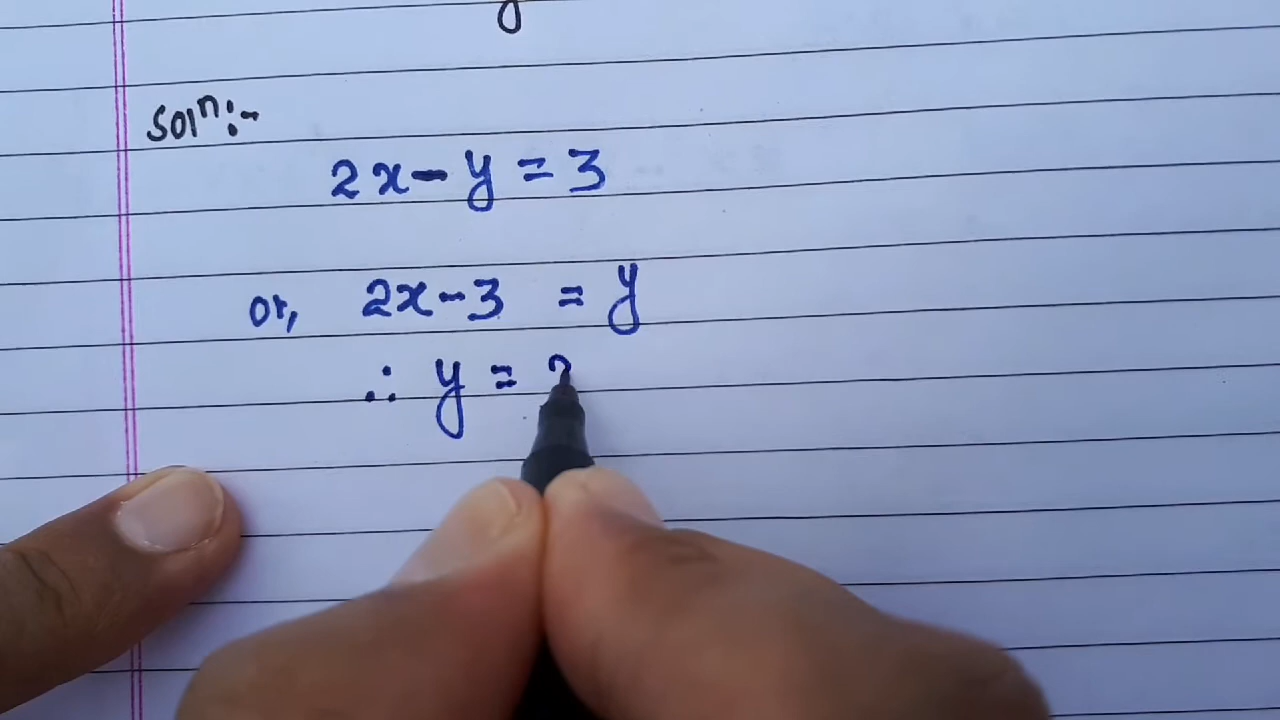 Solⁿ:-
2x - y = 3
or, 2x - 3 = y
∴ y =